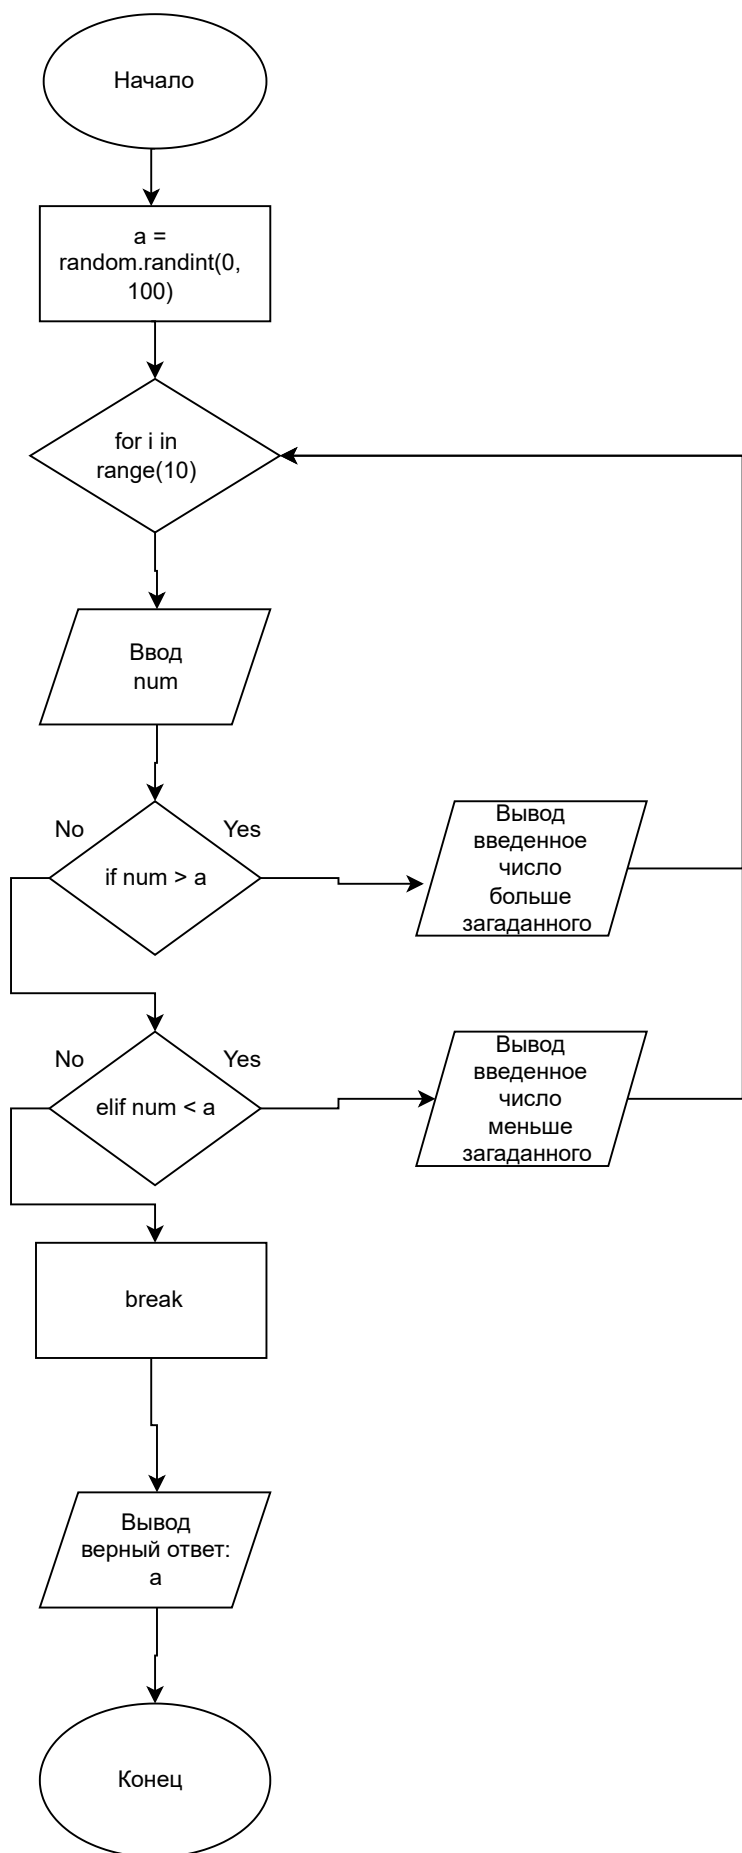 Начало
a =
random.randint(0,
100)
for i in
range(10)
Ввод
num
No
Yes
if num > a
Вывод
введенное
число
больше
загаданного
No
Yes
elif num < a
Вывод
введенное
число
меньше
загаданного
break
Вывод
верный ответ:
a
Конец